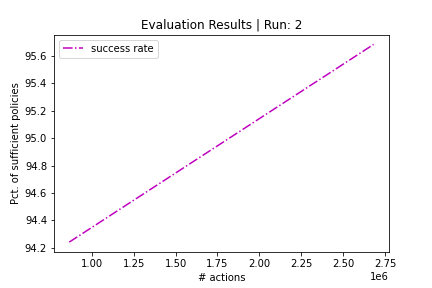 Evaluation Results | Run: 2
success rate
Pct. of sufficient policies
95.6
95.4
95.2
95.0
94.8
94.6
94.4
94.2
1.00 1.25 1.50 1.75 2.00 2.25 2.50 2.75
1e6
# actions